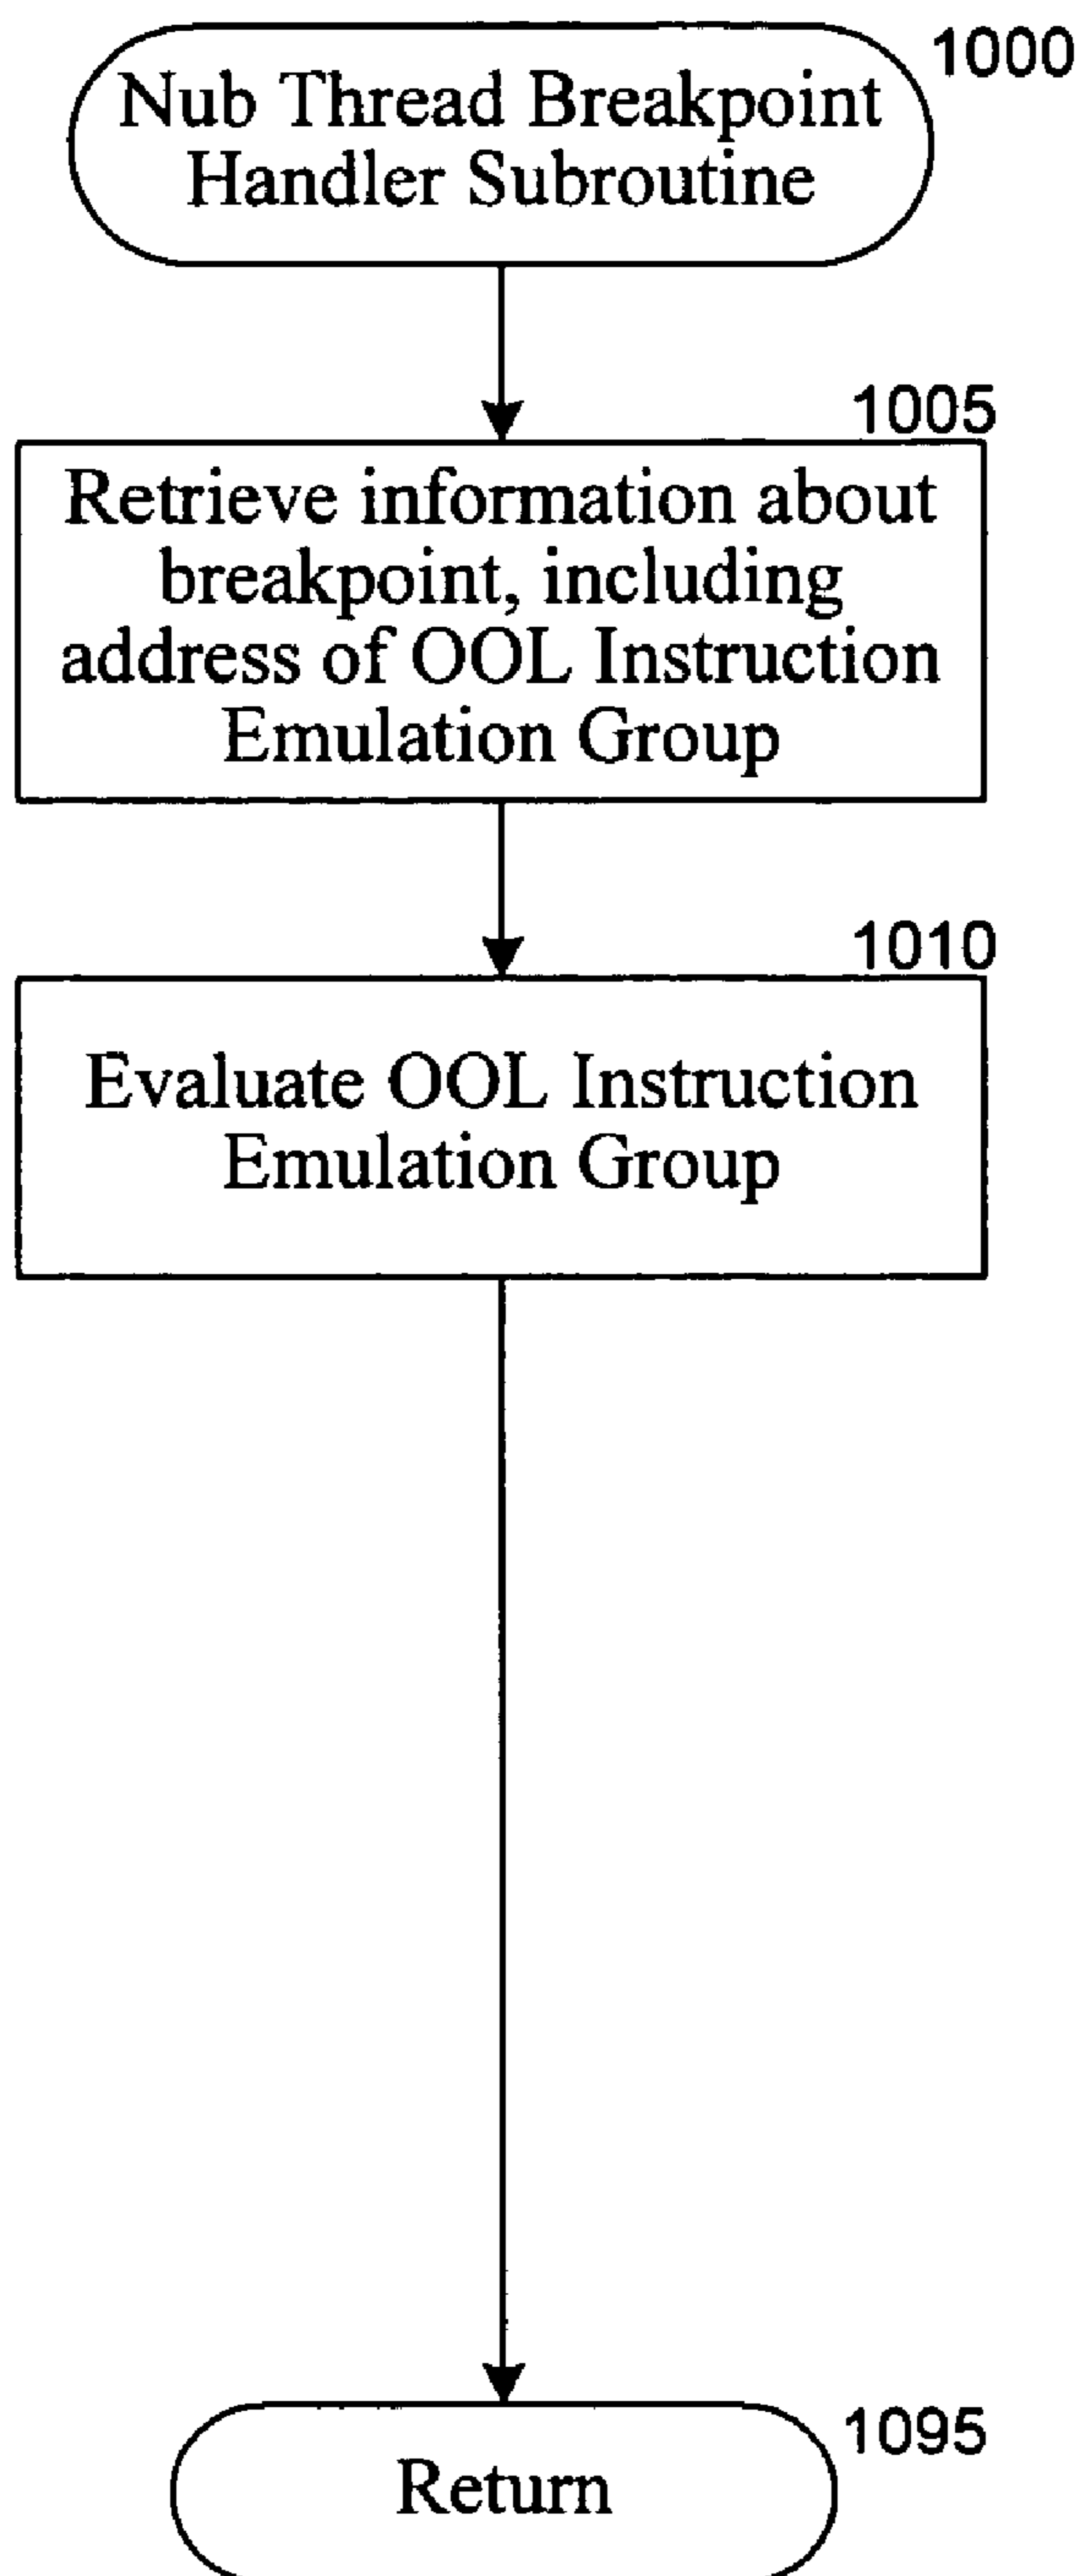 1000
Nub Thread Breakpoint
Handler Subroutine
1005
Retrieve information about
breakpoint, including
address of OOL Instruction
Emulation Group
1010
Evaluate OOL Instruction
Emulation Group
1095
Return